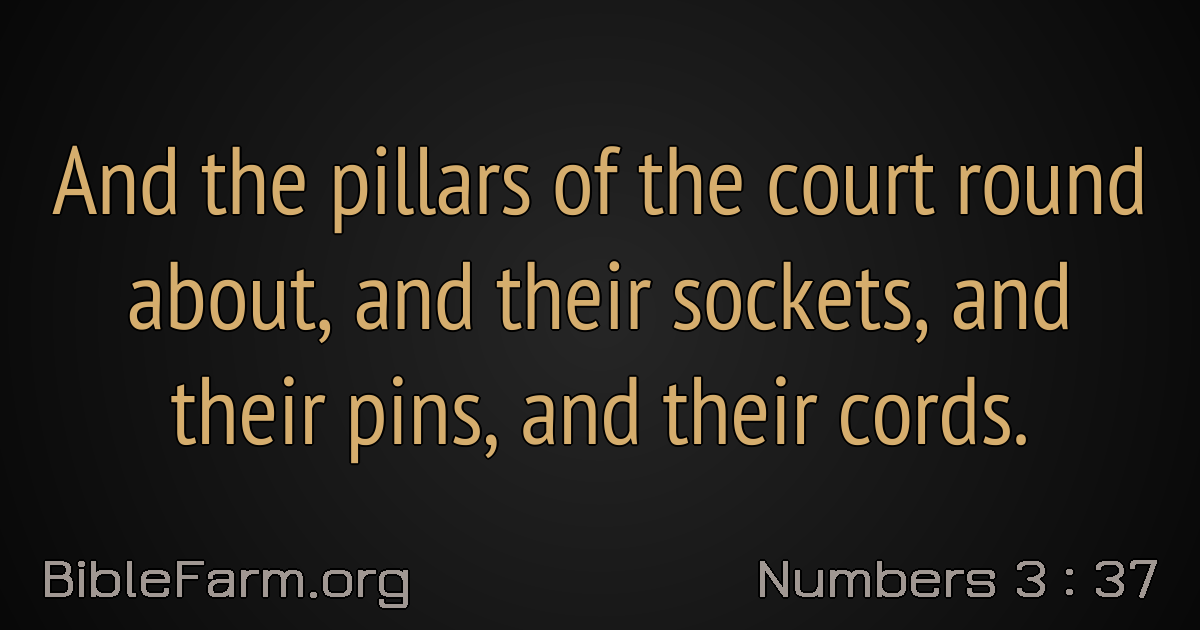 And the pillars of the court round
about, and their sockets, and
their pins, and their cords.
BibleFarm.org
Numbers 3 : 37